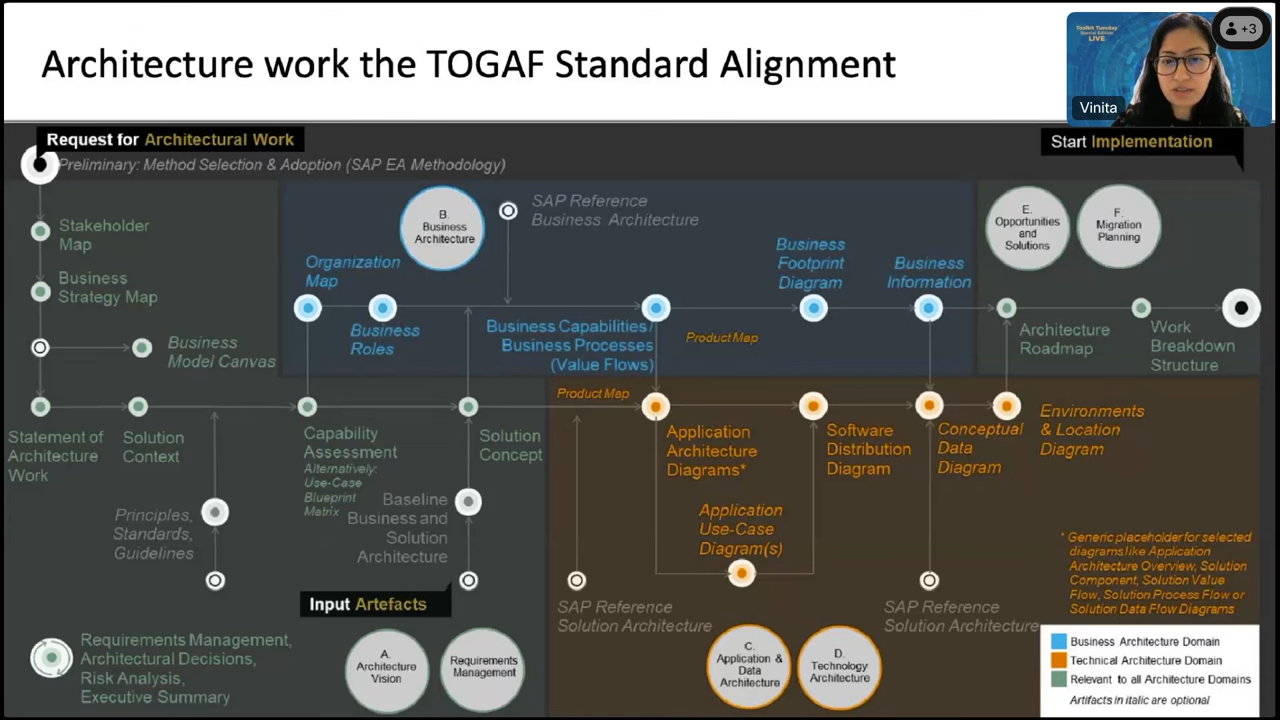 Architecture work the TOGAF Standard Alignment
Toolkit Tuesday
Special Edition
LIVE
+3
Vinita
Request for Architectural Work
Start Implementation
Preliminary: Method Selection & Adoption (SAP EA Methodology)
Stakeholder
Map
Business
Strategy Map
Business
Model Canvas
Statement of
Architecture
Work
Solution
Context
Principles,
Standards,
Guidelines
Organization
Map
Business
Roles
B.
Business
Architecture
SAP Reference
Business Architecture
Business Capabilities/
Business Processes
(Value Flows)
Product Map
Business
Footprint
Diagram
Business
Information
E.
Opportunities
and
Solutions
F.
Migration
Planning
Architecture
Roadmap
Work
Breakdown
Structure
Capability
Assessment
Alternatively:
Use-Case
Blueprint
Matrix
Baseline
Business and
Solution
Architecture
Solution
Concept
Product Map
Application
Architecture
Diagrams*
Application
Use-Case
Diagram(s)
Software
Distribution
Diagram
Conceptual
Data
Diagram
Environments
& Location
Diagram
Input Artefacts
SAP Reference
Solution Architecture
SAP Reference
Solution Architecture
* Generic placeholder for selected
diagrams like Application
Architecture Overview, Solution
Component, Solution Value
Flow, Solution Process Flow or
Solution Data Flow Diagrams
Requirements Management,
Architectural Decisions,
Risk Analysis,
Executive Summary
A.
Architecture
Vision
Requirements
Management
C.
Application &
Data
Architecture
D.
Technology
Architecture
Business Architecture Domain
Technical Architecture Domain
Relevant to all Architecture Domains
Artifacts in italic are optional